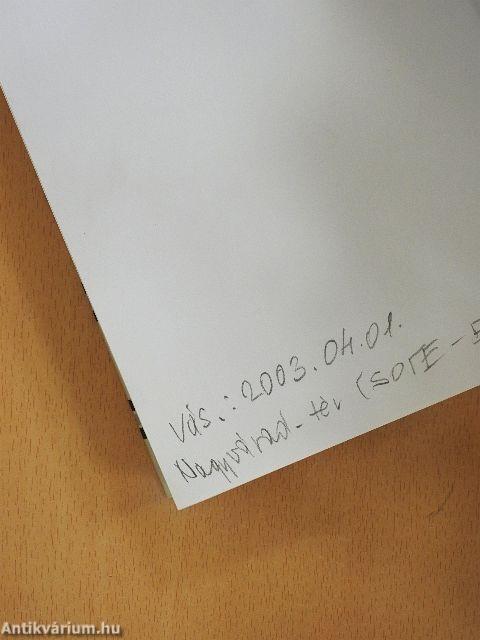 vás.: 2003.04.01.
Nagyvárad-tér (SOTE-
Antikvárium.hu